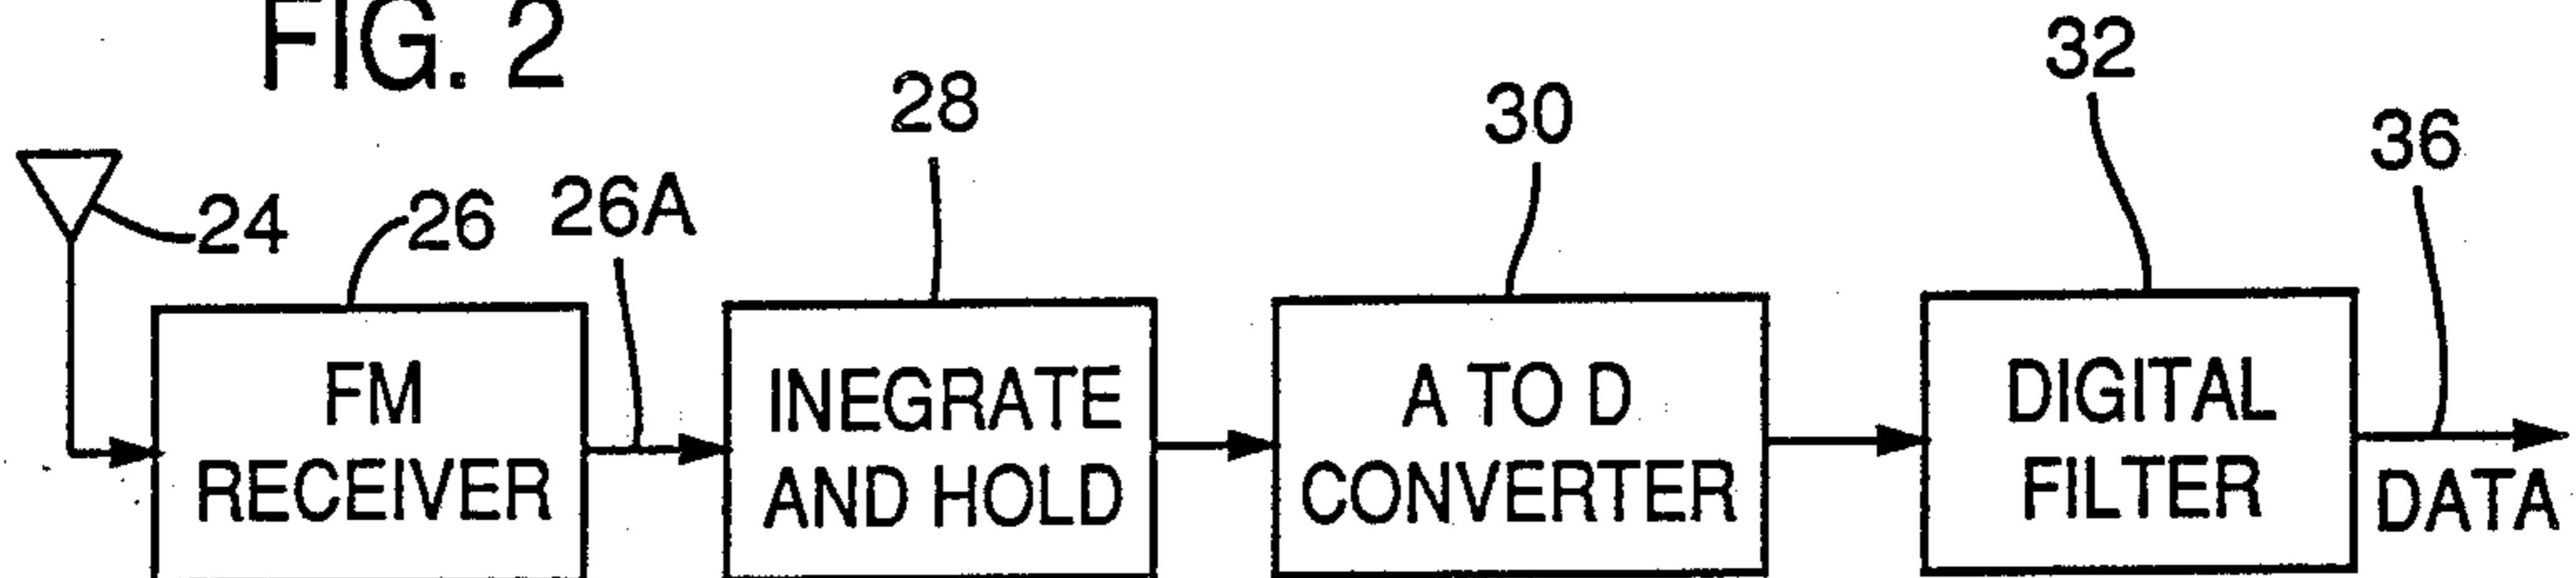 FIG. 2
24
26
26A
28
30
32
36
FM
RECEIVER
INEGRATE
AND HOLD
A TO D
CONVERTER
DIGITAL
FILTER
DATA